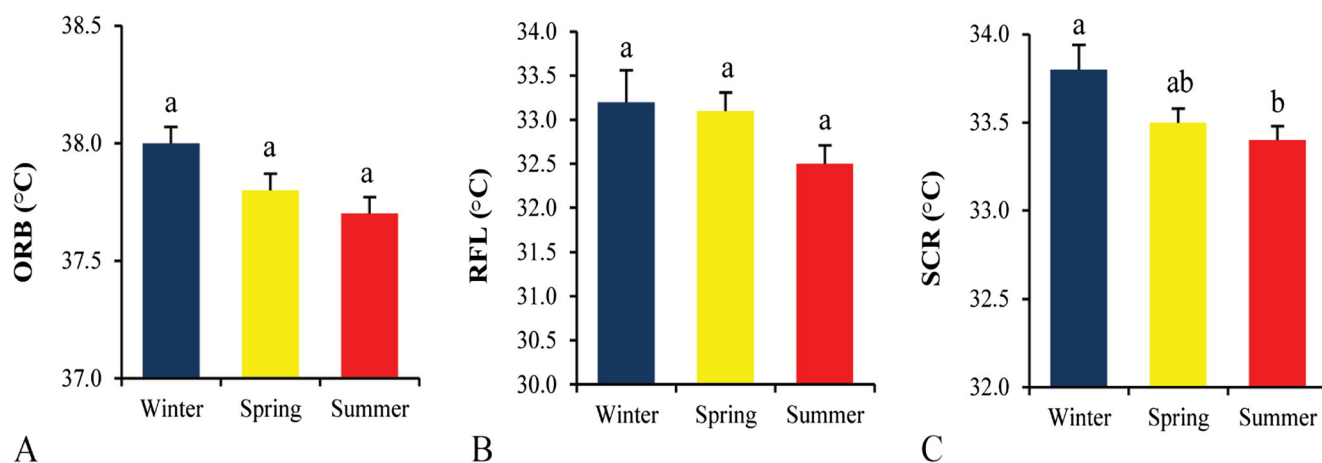 38.5
38.0
37.5
37.0
ORB (°C)
a
a
a
Winter Spring Summer
A
34.0
33.5
33.0
32.5
32.0
31.5
31.0
30.5
30.0
RFL (°C)
a
a
a
Winter Spring Summer
B
34.0
33.5
33.0
32.5
32.0
SCR (°C)
a
ab
b
Winter Spring Summer
C